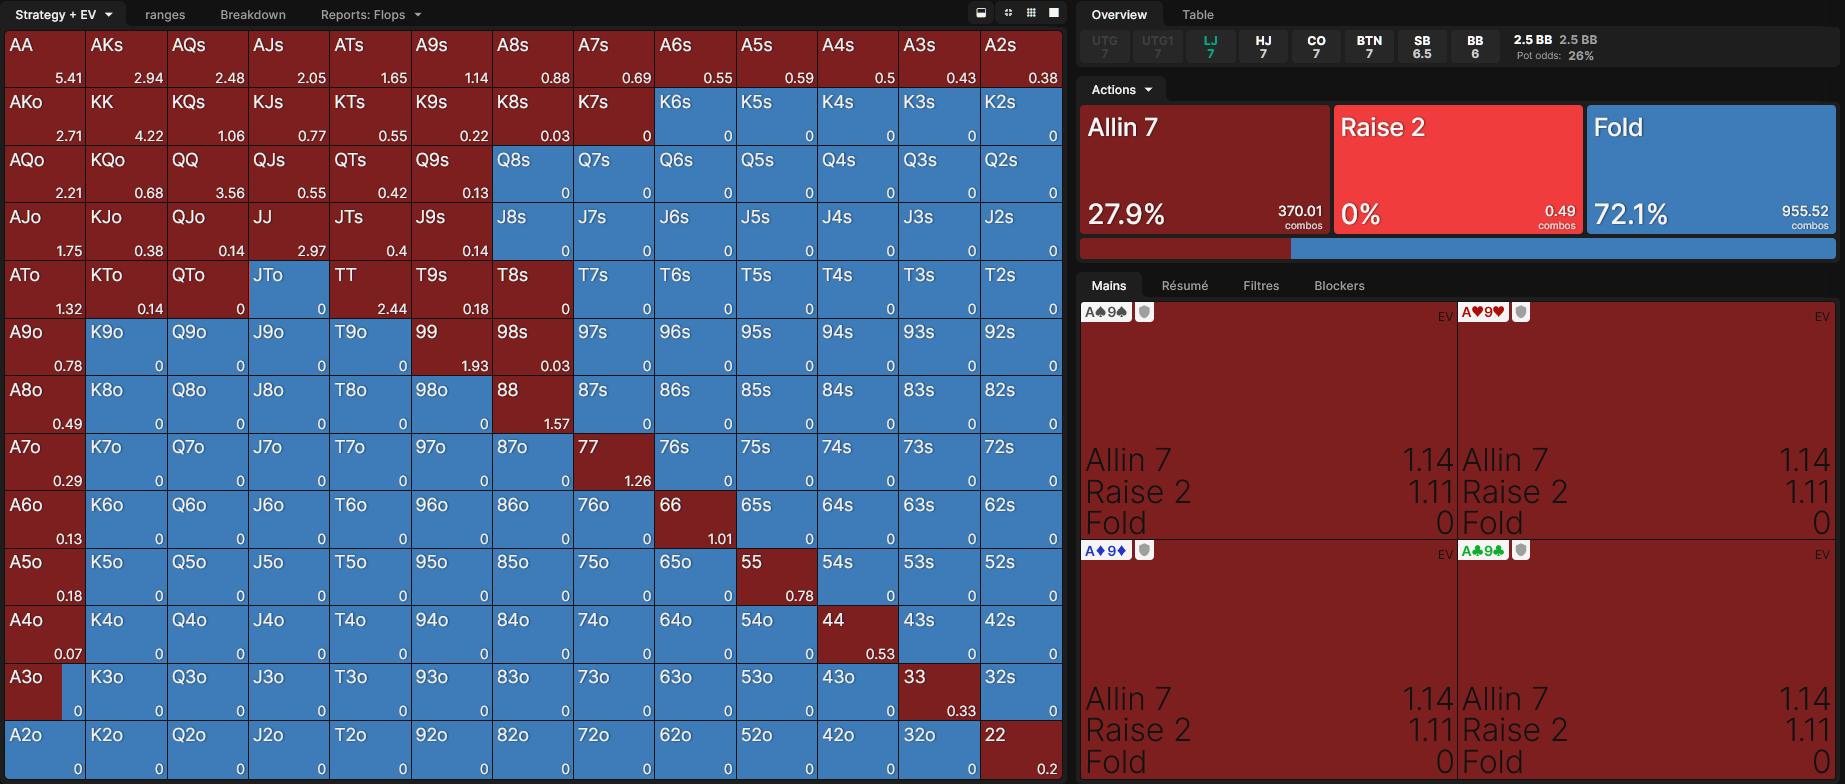 Strategy + EV ranges Breakdown Reports: Flops
AA AKs AQs AJs ATs A9s A8s A7s A6s A5s A4s A3s A2s
5.41 2.94 2.48 2.05 1.65 1.14 0.88 0.69 0.55 0.59 0.5 0.43 0.38
AKo KK KQs KJs KTs K9s K8s K7s K6s K5s K4s K3s K2s
2.71 4.22 1.06 0.77 0.55 0.22 0.03 0 0 0 0 0 0
AQo KQo QQ QJs QTs Q9s Q8s Q7s Q6s Q5s Q4s Q3s Q2s
2.21 0.68 3.56 0.55 0.42 0.13 0 0 0 0 0 0 0
AJo KJo QJo JJ JTs J9s J8s J7s J6s J5s J4s J3s J2s
1.75 0.38 0.14 2.97 0.4 0.14 0 0 0 0 0 0 0
ATo KTo QTo JTo TT T9s T8s T7s T6s T5s T4s T3s T2s
1.32 0.14 0 0 2.44 0.18 0 0 0 0 0 0 0
A9o K9o Q9o J9o T9o 99 98s 97s 96s 95s 94s 93s 92s
0.78 0 0 0 0 1.93 0.03 0 0 0 0 0 0
A8o K8o Q8o J8o T8o 98o 88 87s 86s 85s 84s 83s 82s
0.49 0 0 0 0 0 1.57 0 0 0 0 0 0
A7o K7o Q7o J7o T7o 97o 87o 77 76s 75s 74s 73s 72s
0.29 0 0 0 0 0 0 1.26 0 0 0 0 0
A6o K6o Q6o J6o T6o 96o 86o 76o 66 65s 64s 63s 62s
0.13 0 0 0 0 0 0 0 1.01 0 0 0 0
A5o K5o Q5o J5o T5o 95o 85o 75o 65o 55 54s 53s 52s
0.18 0 0 0 0 0 0 0 0 0.78 0 0 0
A4o K4o Q4o J4o T4o 94o 84o 74o 64o 54o 44 43s 42s
0.07 0 0 0 0 0 0 0 0 0 0.53 0 0
A3o K3o Q3o J3o T3o 93o 83o 73o 63o 53o 43o 33 32s
0 0 0 0 0 0 0 0 0 0 0 0.33 0
A2o K2o Q2o J2o T2o 92o 82o 72o 62o 52o 42o 32o 22
0 0 0 0 0 0 0 0 0 0 0 0 0.2
Overview Table
UTG UTG1 LJ HJ CO BTN SB BB 2.5 BB 2.5 BB
7 7 7 7 7 7 6.5 6 Pot odds: 26%
Actions
Allin 7 Raise 2 Fold
27.9% 370.01 combos 0% 0.49 combos 72.1% 955.52 combos
Mains Résumé Filtres Blockers
A♠9♠ EV A♥9♥ EV
Allin 7 1.14 Allin 7 1.14
Raise 2 1.11 Raise 2 1.11
Fold 0 Fold 0
A♦9♦ EV A♣9♣ EV
Allin 7 1.14 Allin 7 1.14
Raise 2 1.11 Raise 2 1.11
Fold 0 Fold 0